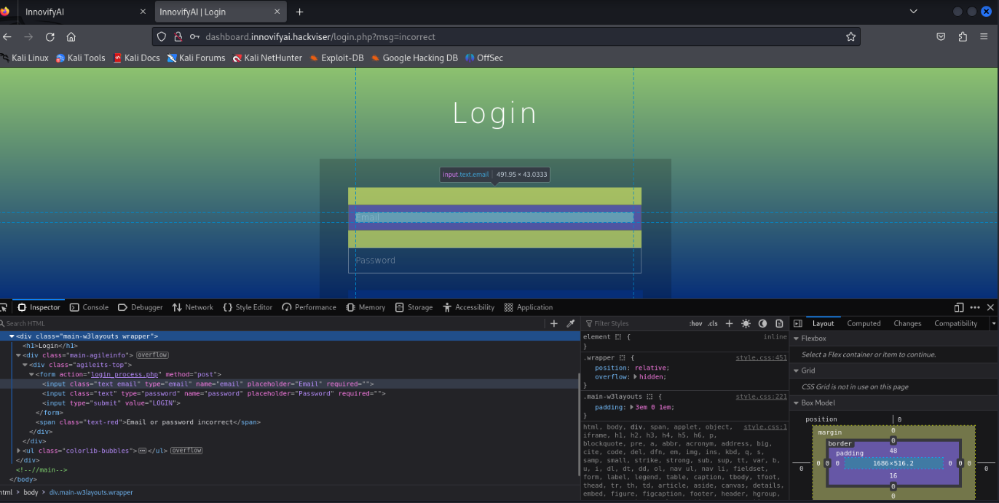 InnovifyAI
InnovifyAI | Login
dashboard.innovifyai.hackviser/login.php?msg=incorrect
Kali Linux Kali Tools Kali Docs Kali Forums Kali NetHunter Exploit-DB Google Hacking DB OffSec
Login
input.text.email 491.95 × 43.0333
Email
Password
Inspector Console Debugger Network Style Editor Performance Memory Storage Accessibility Application
Search HTML
<div class="main-w3layouts wrapper">
<h1>Login</h1>
<div class="main-agileinfo"> overflow
<div class="agileits-top">
<form action="login_process.php" method="post">
<input class="text email" type="email" name="email" placeholder="Email" required="">
<input class="text" type="password" name="password" placeholder="Password" required="">
<input type="submit" value="LOGIN">
</form>
<span class="text-red">Email or password incorrect</span>
</div>
</div>
<ul class="colorlib-bubbles"> ••• </ul> overflow
</div>
<!--//main-->
</body>
html body div.main-w3layouts.wrapper
Filter Styles :hov .cls
element { inline
}
.wrapper { style.css:451
position: relative;
overflow: hidden;
}
.main-w3layouts { style.css:221
padding: 3em 0 1em;
}
html, body, div, span, applet, object, style.css:1
iframe, h1, h2, h3, h4, h5, h6, p,
blockquote, pre, a, abbr, acronym, address, big,
cite, code, del, dfn, em, img, ins, kbd, q, s,
samp, small, strike, strong, sub, sup, tt, var, b,
u, i, dl, dt, dd, ol, nav ul, nav li, fieldset,
form, label, legend, table, caption, tbody, tfoot,
thead, tr, th, td, article, aside, canvas, details,
embed, figure, figcaption, footer, header, hgroup,
Layout Computed Changes Compatibility
Flexbox
Select a Flex container or item to continue.
Grid
CSS Grid is not in use on this page
Box Model
position 0
margin 0
border 0
padding 48
0 0 0 0 1686×516.2 0 0 0 0
16
0
0